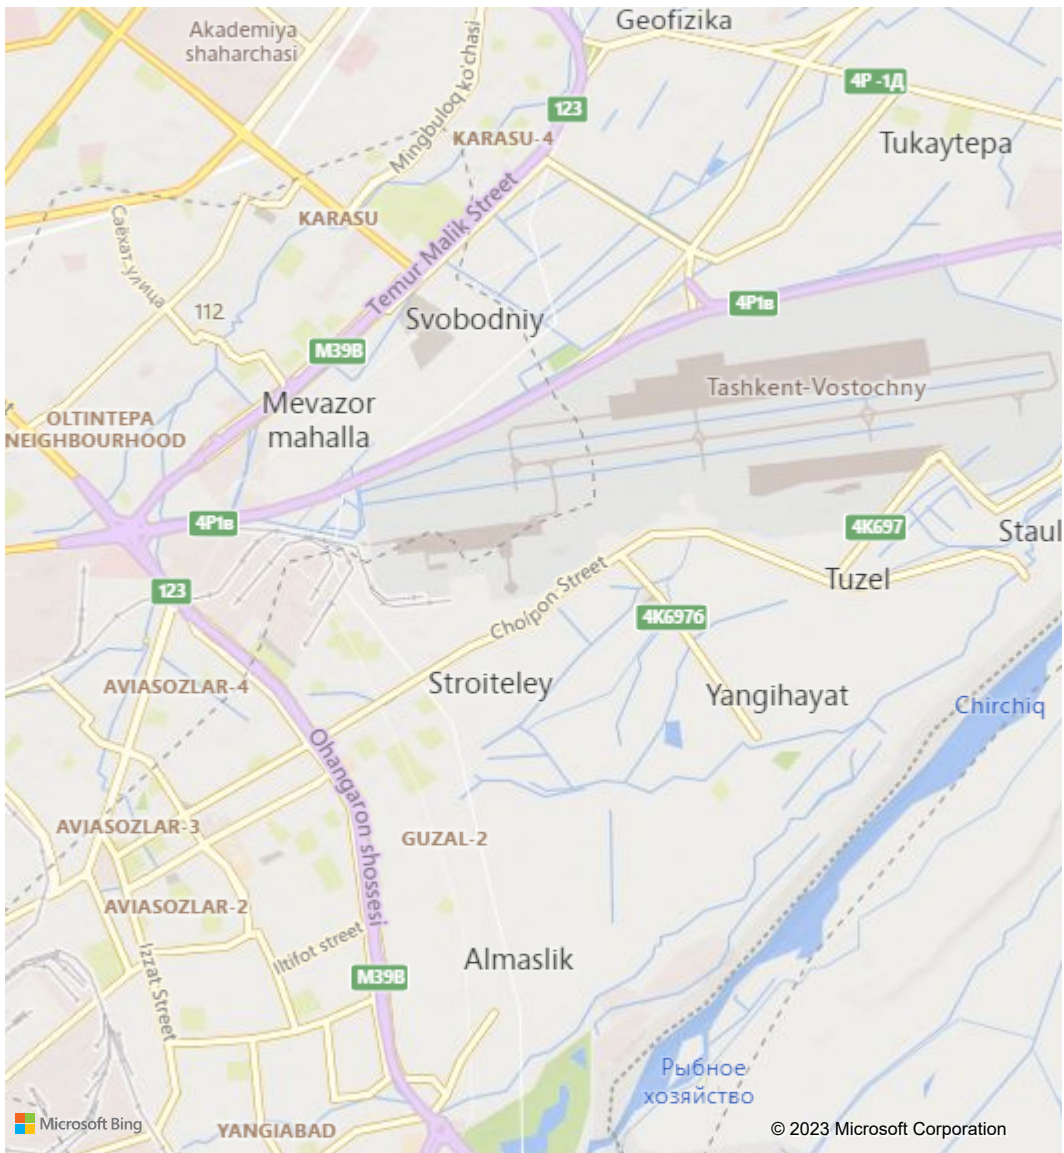 Geofizika
Akademiya
shaharchasi
4P -1Д
123
Mingbuloq ko'chasi
KARASU-4
Tukaytepa
KARASU
Temur Malik Street
Саёхат улица
112
4P1в
Svobodniy
M39B
Tashkent-Vostochny
Mevazor
mahalla
OLTINTEPA
NEIGHBOURHOOD
4P1в
4K697
Staul
123
Tuzel
Cholpon Street
4K697б
Stroiteley
AVIASOZLAR-4
Yangihayat
Chirchiq
Ohangaron shossesi
AVIASOZLAR-3
GUZAL-2
AVIASOZLAR-2
Iltifot street
Izzat Street
Almaslik
M39B
Рыбное
хозяйство
Microsoft Bing
YANGIABAD
© 2023 Microsoft Corporation